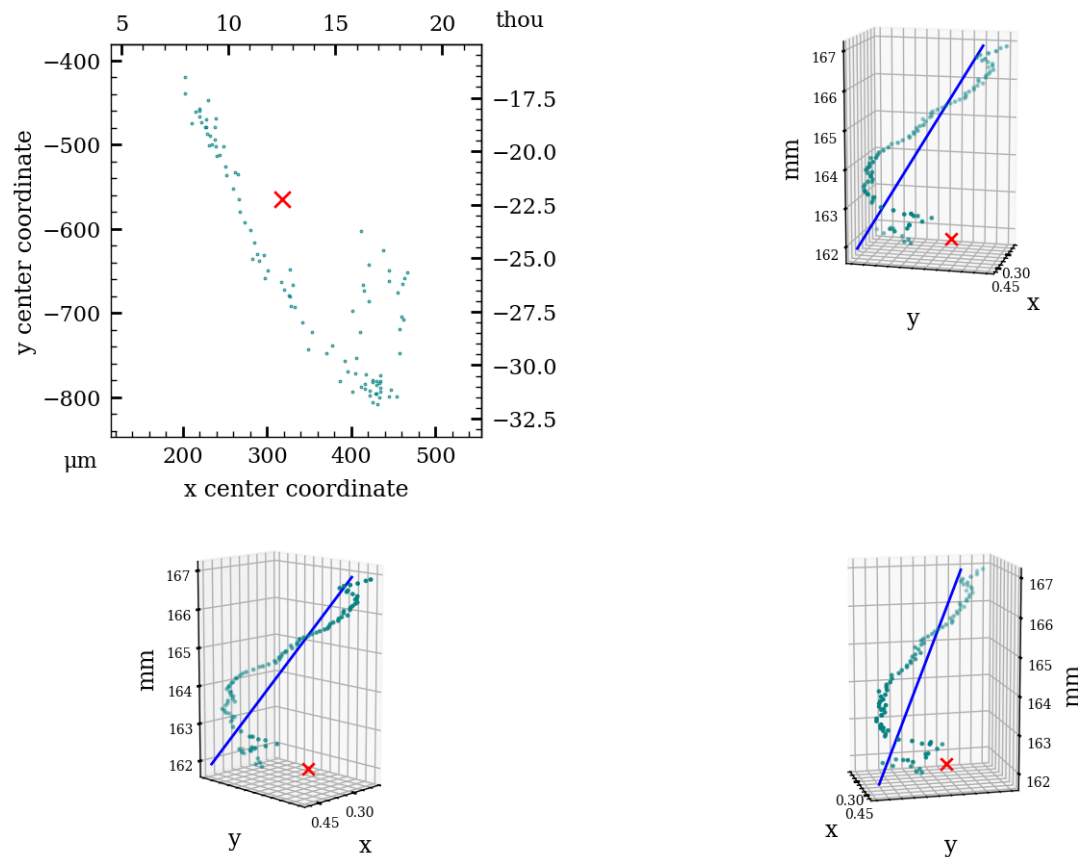 5 10 15 20 thou
−400
−500
−600
−700
−800
y center coordinate
−17.5
−20.0
−22.5
−25.0
−27.5
−30.0
−32.5
μm 200 300 400 500
x center coordinate
167
166
165
164
163
162
mm
0.30
0.45
x
y
167
166
165
164
163
162
mm
0.30
0.45
y
x
167
166
165
164
163
162
mm
0.30
0.45
x
y